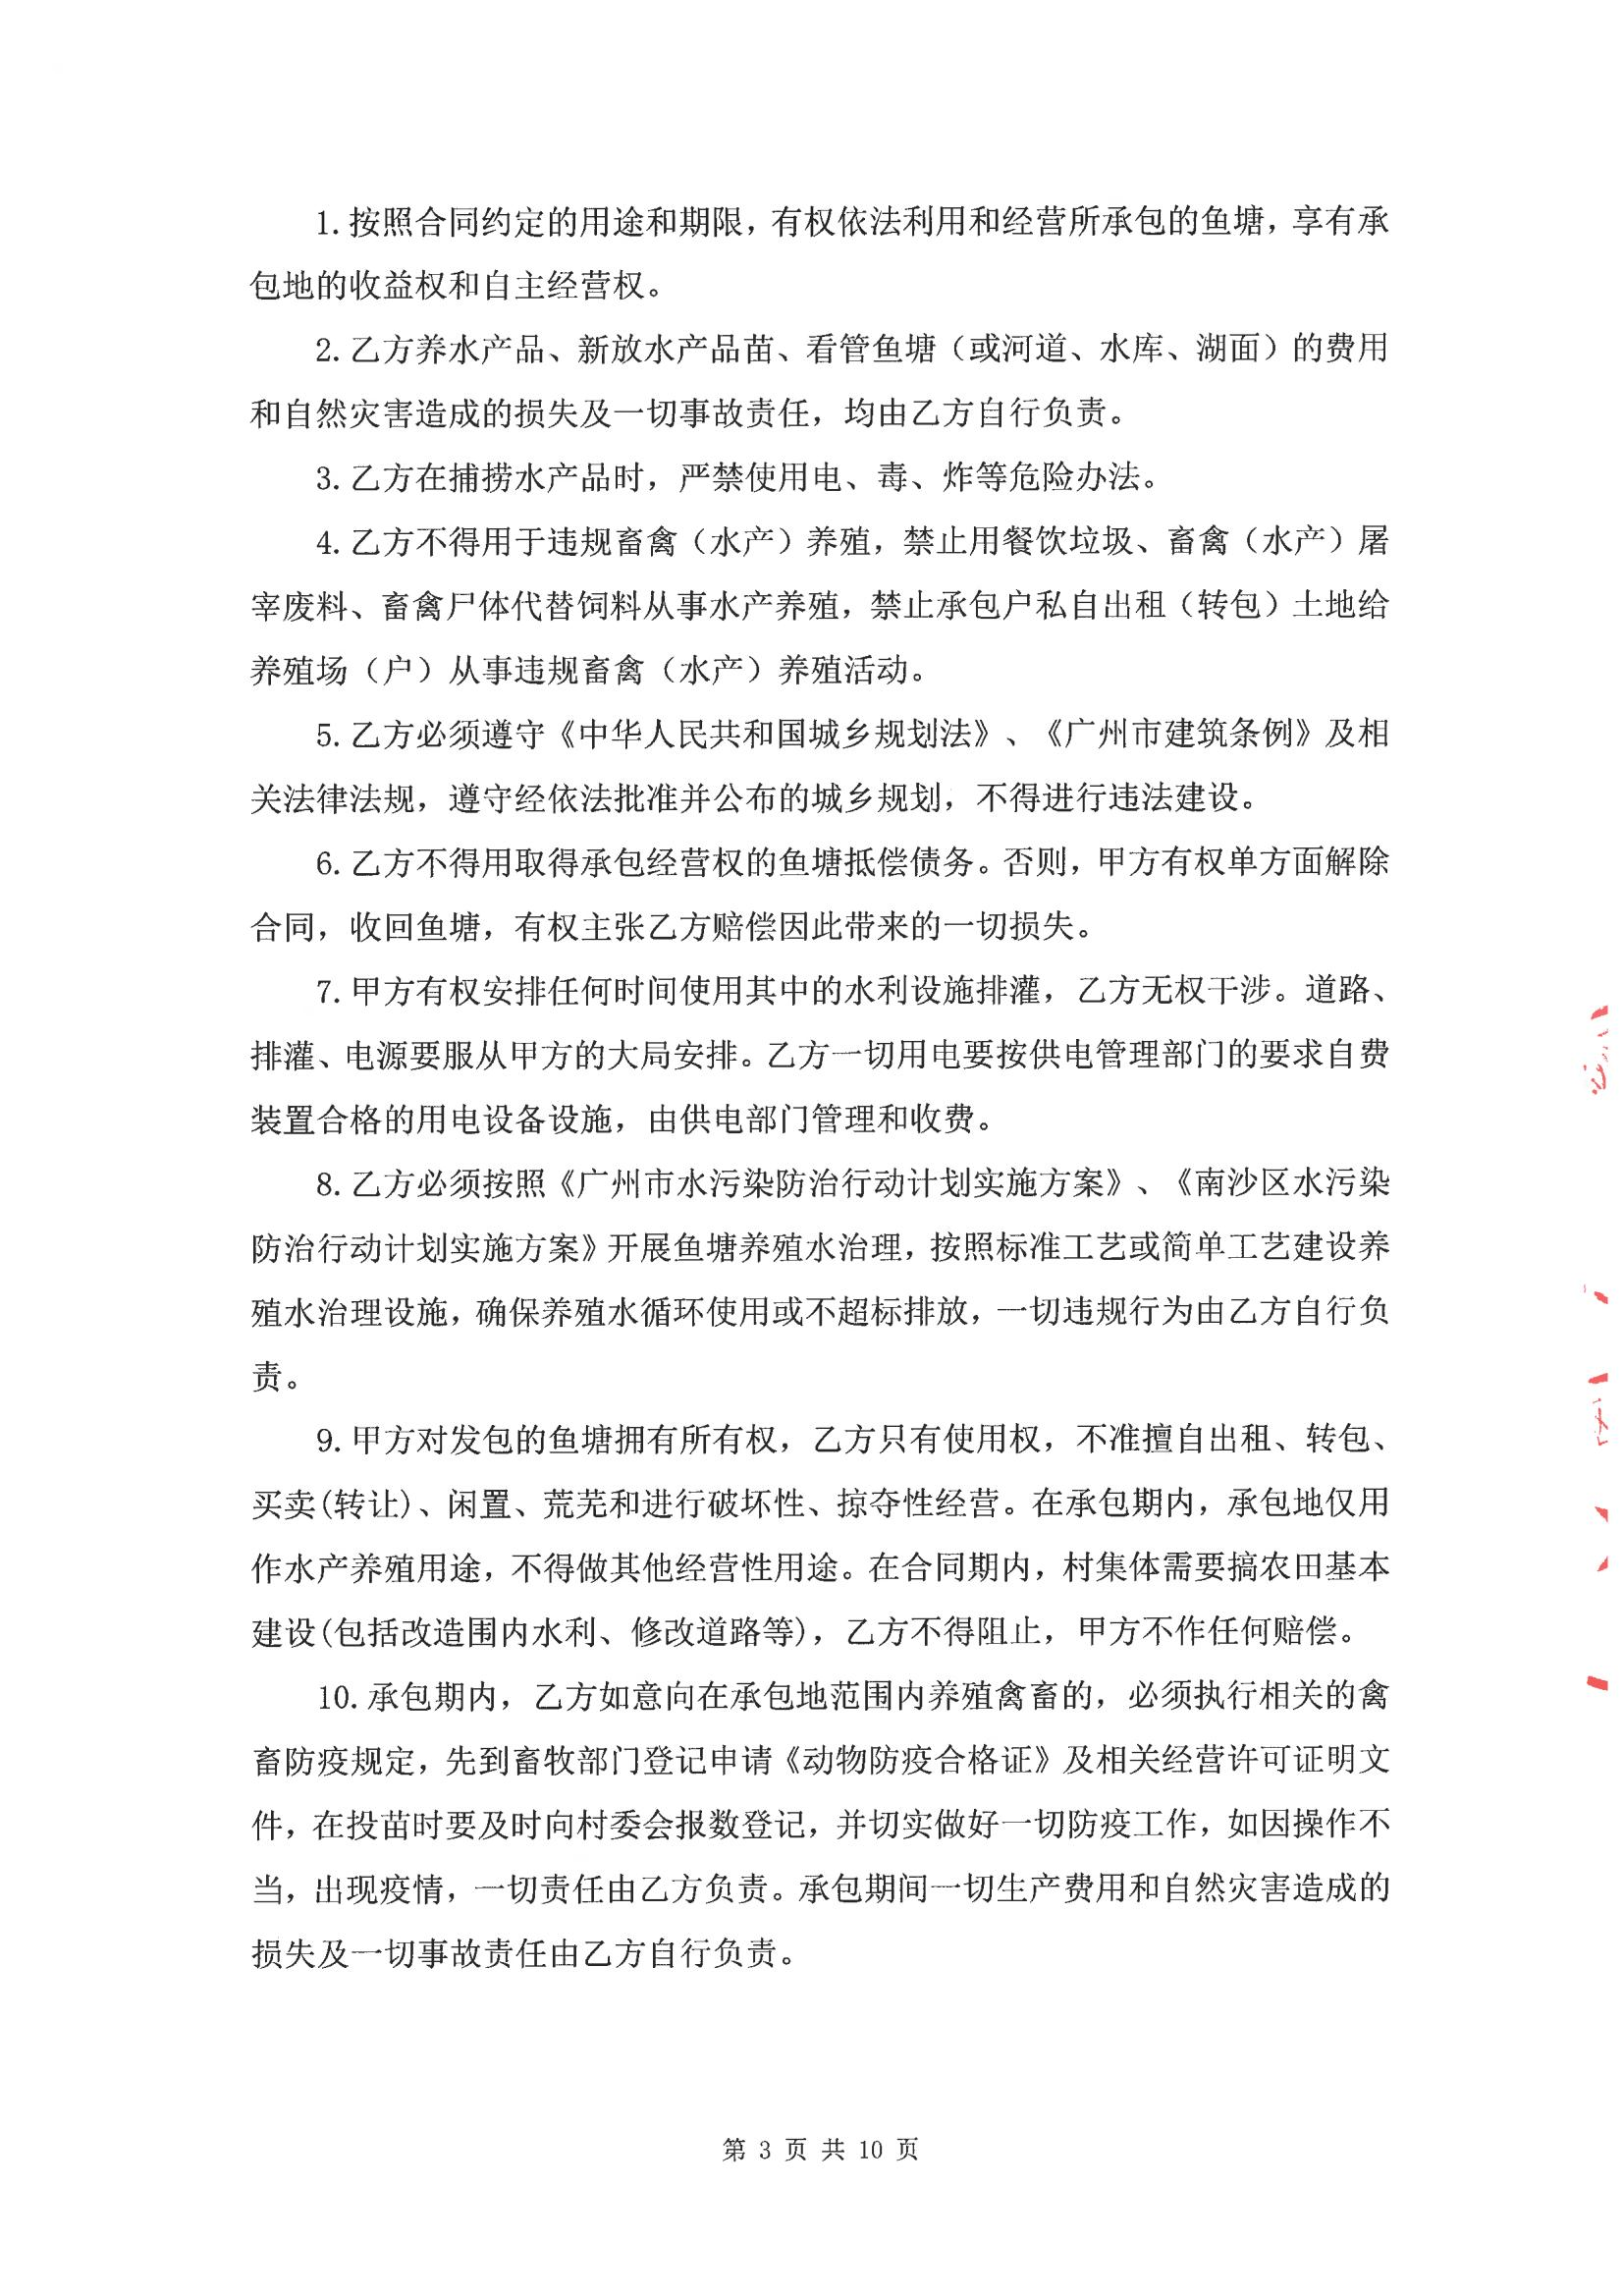 1.按照合同约定的用途和期限，有权依法利用和经营所承包的鱼塘，享有承
包地的收益权和自主经营权。
2.乙方养水产品、新放水产品苗、看管鱼塘（或河道、水库、湖面）的费用
和自然灾害造成的损失及一切事故责任，均由乙方自行负责。
3.乙方在捕捞水产品时，严禁使用电、毒、炸等危险办法。
4.乙方不得用于违规畜禽（水产）养殖，禁止用餐饮垃圾、畜禽（水产）屠
宰废料、畜禽尸体代替饲料从事水产养殖，禁止承包户私自出租（转包）土地给
养殖场（户）从事违规畜禽（水产）养殖活动。
5.乙方必须遵守《中华人民共和国城乡规划法》、《广州市建筑条例》及相
关法律法规，遵守经依法批准并公布的城乡规划，不得进行违法建设。
6.乙方不得用取得承包经营权的鱼塘抵偿债务。否则，甲方有权单方面解除
合同，收回鱼塘，有权主张乙方赔偿因此带来的一切损失。
7.甲方有权安排任何时间使用其中的水利设施排灌，乙方无权干涉。道路、
排灌、电源要服从甲方的大局安排。乙方一切用电要按供电管理部门的要求自费
装置合格的用电设备设施，由供电部门管理和收费。
8.乙方必须按照《广州市水污染防治行动计划实施方案》、《南沙区水污染
防治行动计划实施方案》开展鱼塘养殖水治理，按照标准工艺或简单工艺建设养
殖水治理设施，确保养殖水循环使用或不超标排放，一切违规行为由乙方自行负
责。
9.甲方对发包的鱼塘拥有所有权，乙方只有使用权，不准擅自出租、转包、
买卖(转让)、闲置、荒芜和进行破坏性、掠夺性经营。在承包期内，承包地仅用
作水产养殖用途，不得做其他经营性用途。在合同期内，村集体需要搞农田基本
建设(包括改造围内水利、修改道路等)，乙方不得阻止，甲方不作任何赔偿。
10.承包期内，乙方如意向在承包地范围内养殖禽畜的，必须执行相关的禽
畜防疫规定，先到畜牧部门登记申请《动物防疫合格证》及相关经营许可证明文
件，在投苗时要及时向村委会报数登记，并切实做好一切防疫工作，如因操作不
当，出现疫情，一切责任由乙方负责。承包期间一切生产费用和自然灾害造成的
损失及一切事故责任由乙方自行负责。
第 3 页 共 10 页